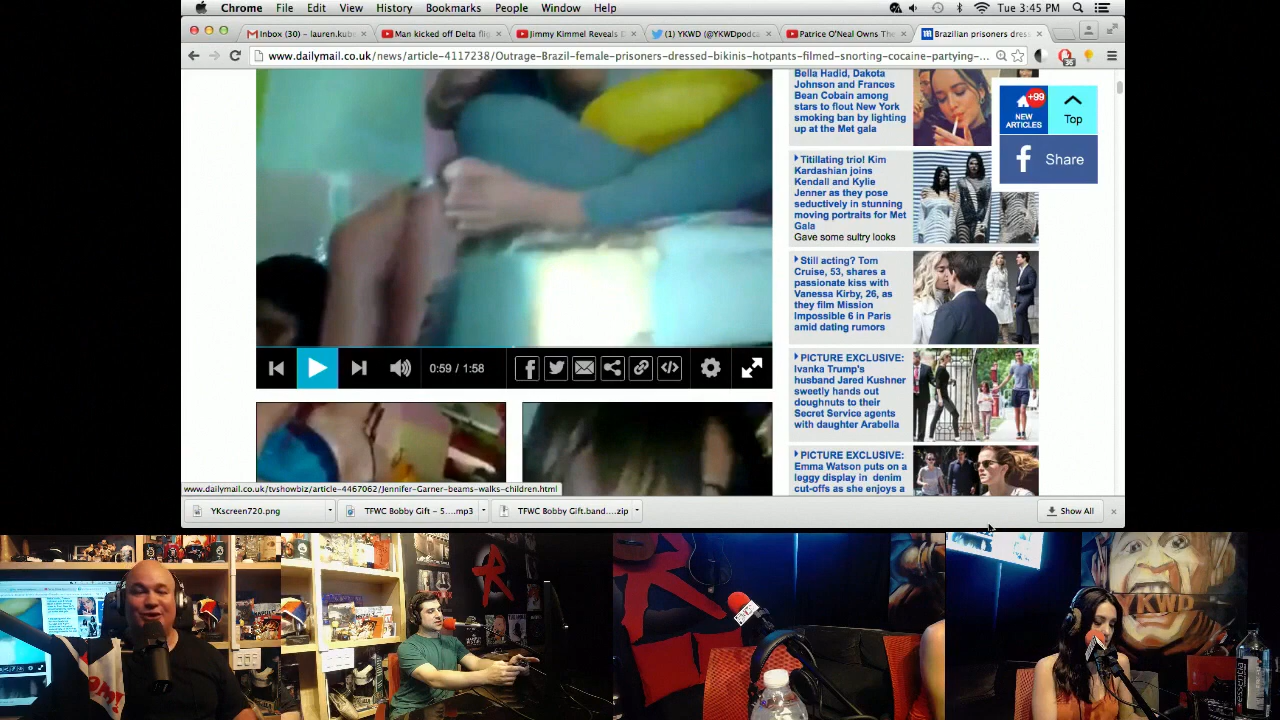 Chrome File Edit View History Bookmarks People Window Help Tue 3:45 PM
Inbox (30) – lauren.kub
Man kicked off Delta flig
Jimmy Kimmel Reveals D
(1) YKWD (@YKWDpodca
Patrice O'Neal Owns The
Brazilian prisoners dres
www.dailymail.co.uk/news/article-4117238/Outrage-Brazil-female-prisoners-dressed-bikinis-hotpants-filmed-snorting-cocaine-partying-...
35
Bella Hadid, Dakota
Johnson and Frances
Bean Cobain among
stars to flout New York
smoking ban by lighting
up at the Met gala
+99
NEW
ARTICLES
Top
Share
Titillating trio! Kim
Kardashian joins
Kendall and Kylie
Jenner as they pose
seductively in stunning
moving portraits for Met
Gala
Gave some sultry looks
Still acting? Tom
Cruise, 53, shares a
passionate kiss with
Vanessa Kirby, 26, as
they film Mission
Impossible 6 in Paris
amid dating rumors
0:59 / 1:58
PICTURE EXCLUSIVE:
Ivanka Trump's
husband Jared Kushner
sweetly hands out
doughnuts to their
Secret Service agents
with daughter Arabella
PICTURE EXCLUSIVE:
Emma Watson puts on a
leggy display in denim
cut-offs as she enjoys a
www.dailymail.co.uk/tvshowbiz/article-4467062/Jennifer-Garner-beams-walks-children.html
YKscreen720.png
TFWC Bobby Gift – 5....mp3
TFWC Bobby Gift.band....zip
Show All
YKWD
essentia